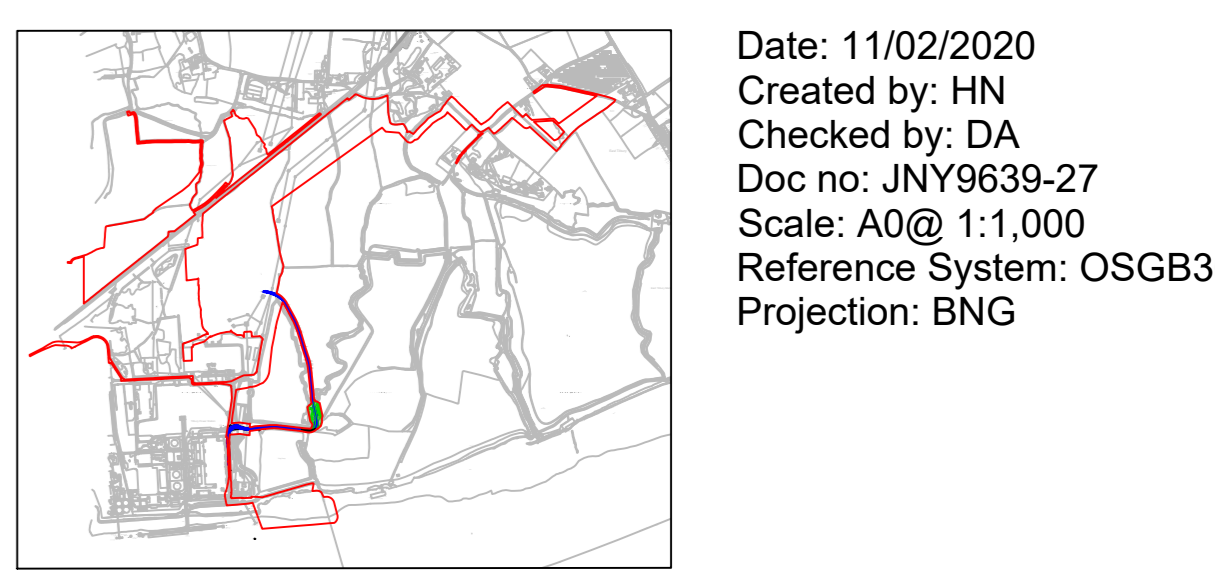 Date: 11/02/2020
Created by: HN
Checked by: DA
Doc no: JNY9639-27
Scale: A0@ 1:1,000
Reference System: OSGB3
Projection: BNG